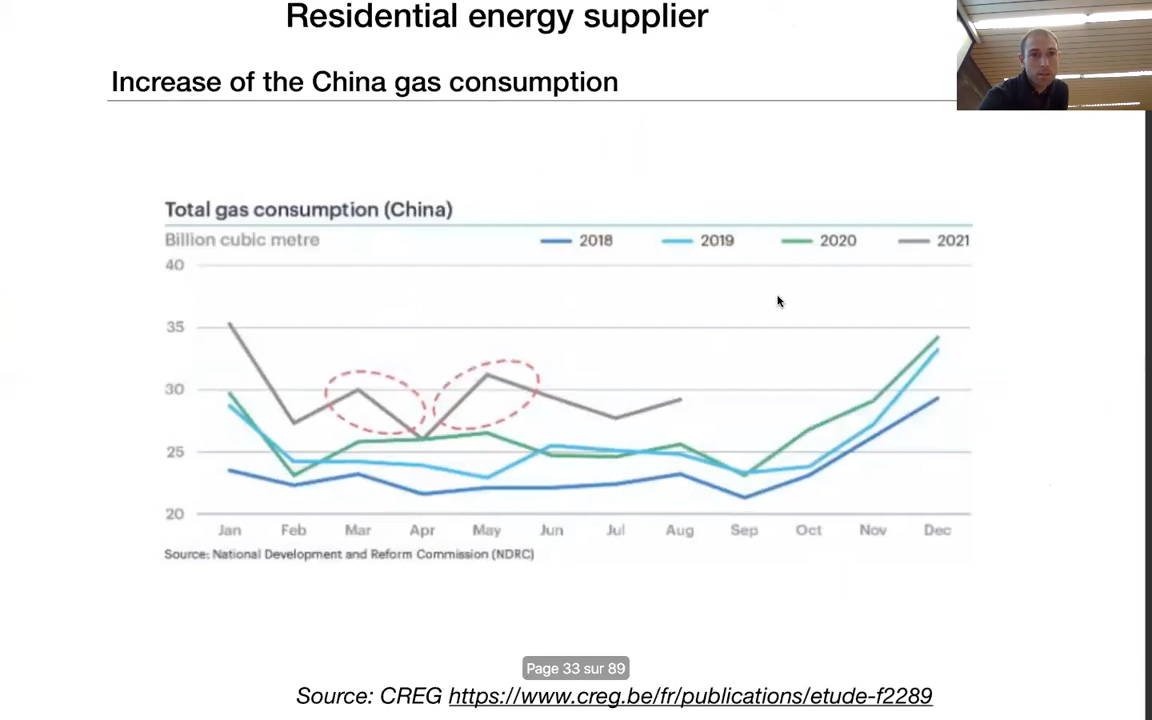 Residential energy supplier
Increase of the China gas consumption
Total gas consumption (China)
Billion cubic metre
2018 2019 2020 2021
40
35
30
25
20
Jan Feb Mar Apr May Jun Jul Aug Sep Oct Nov Dec
Source: National Development and Reform Commission (NDRC)
Page 33 sur 89
Source: CREG https://www.creg.be/fr/publications/etude-f2289